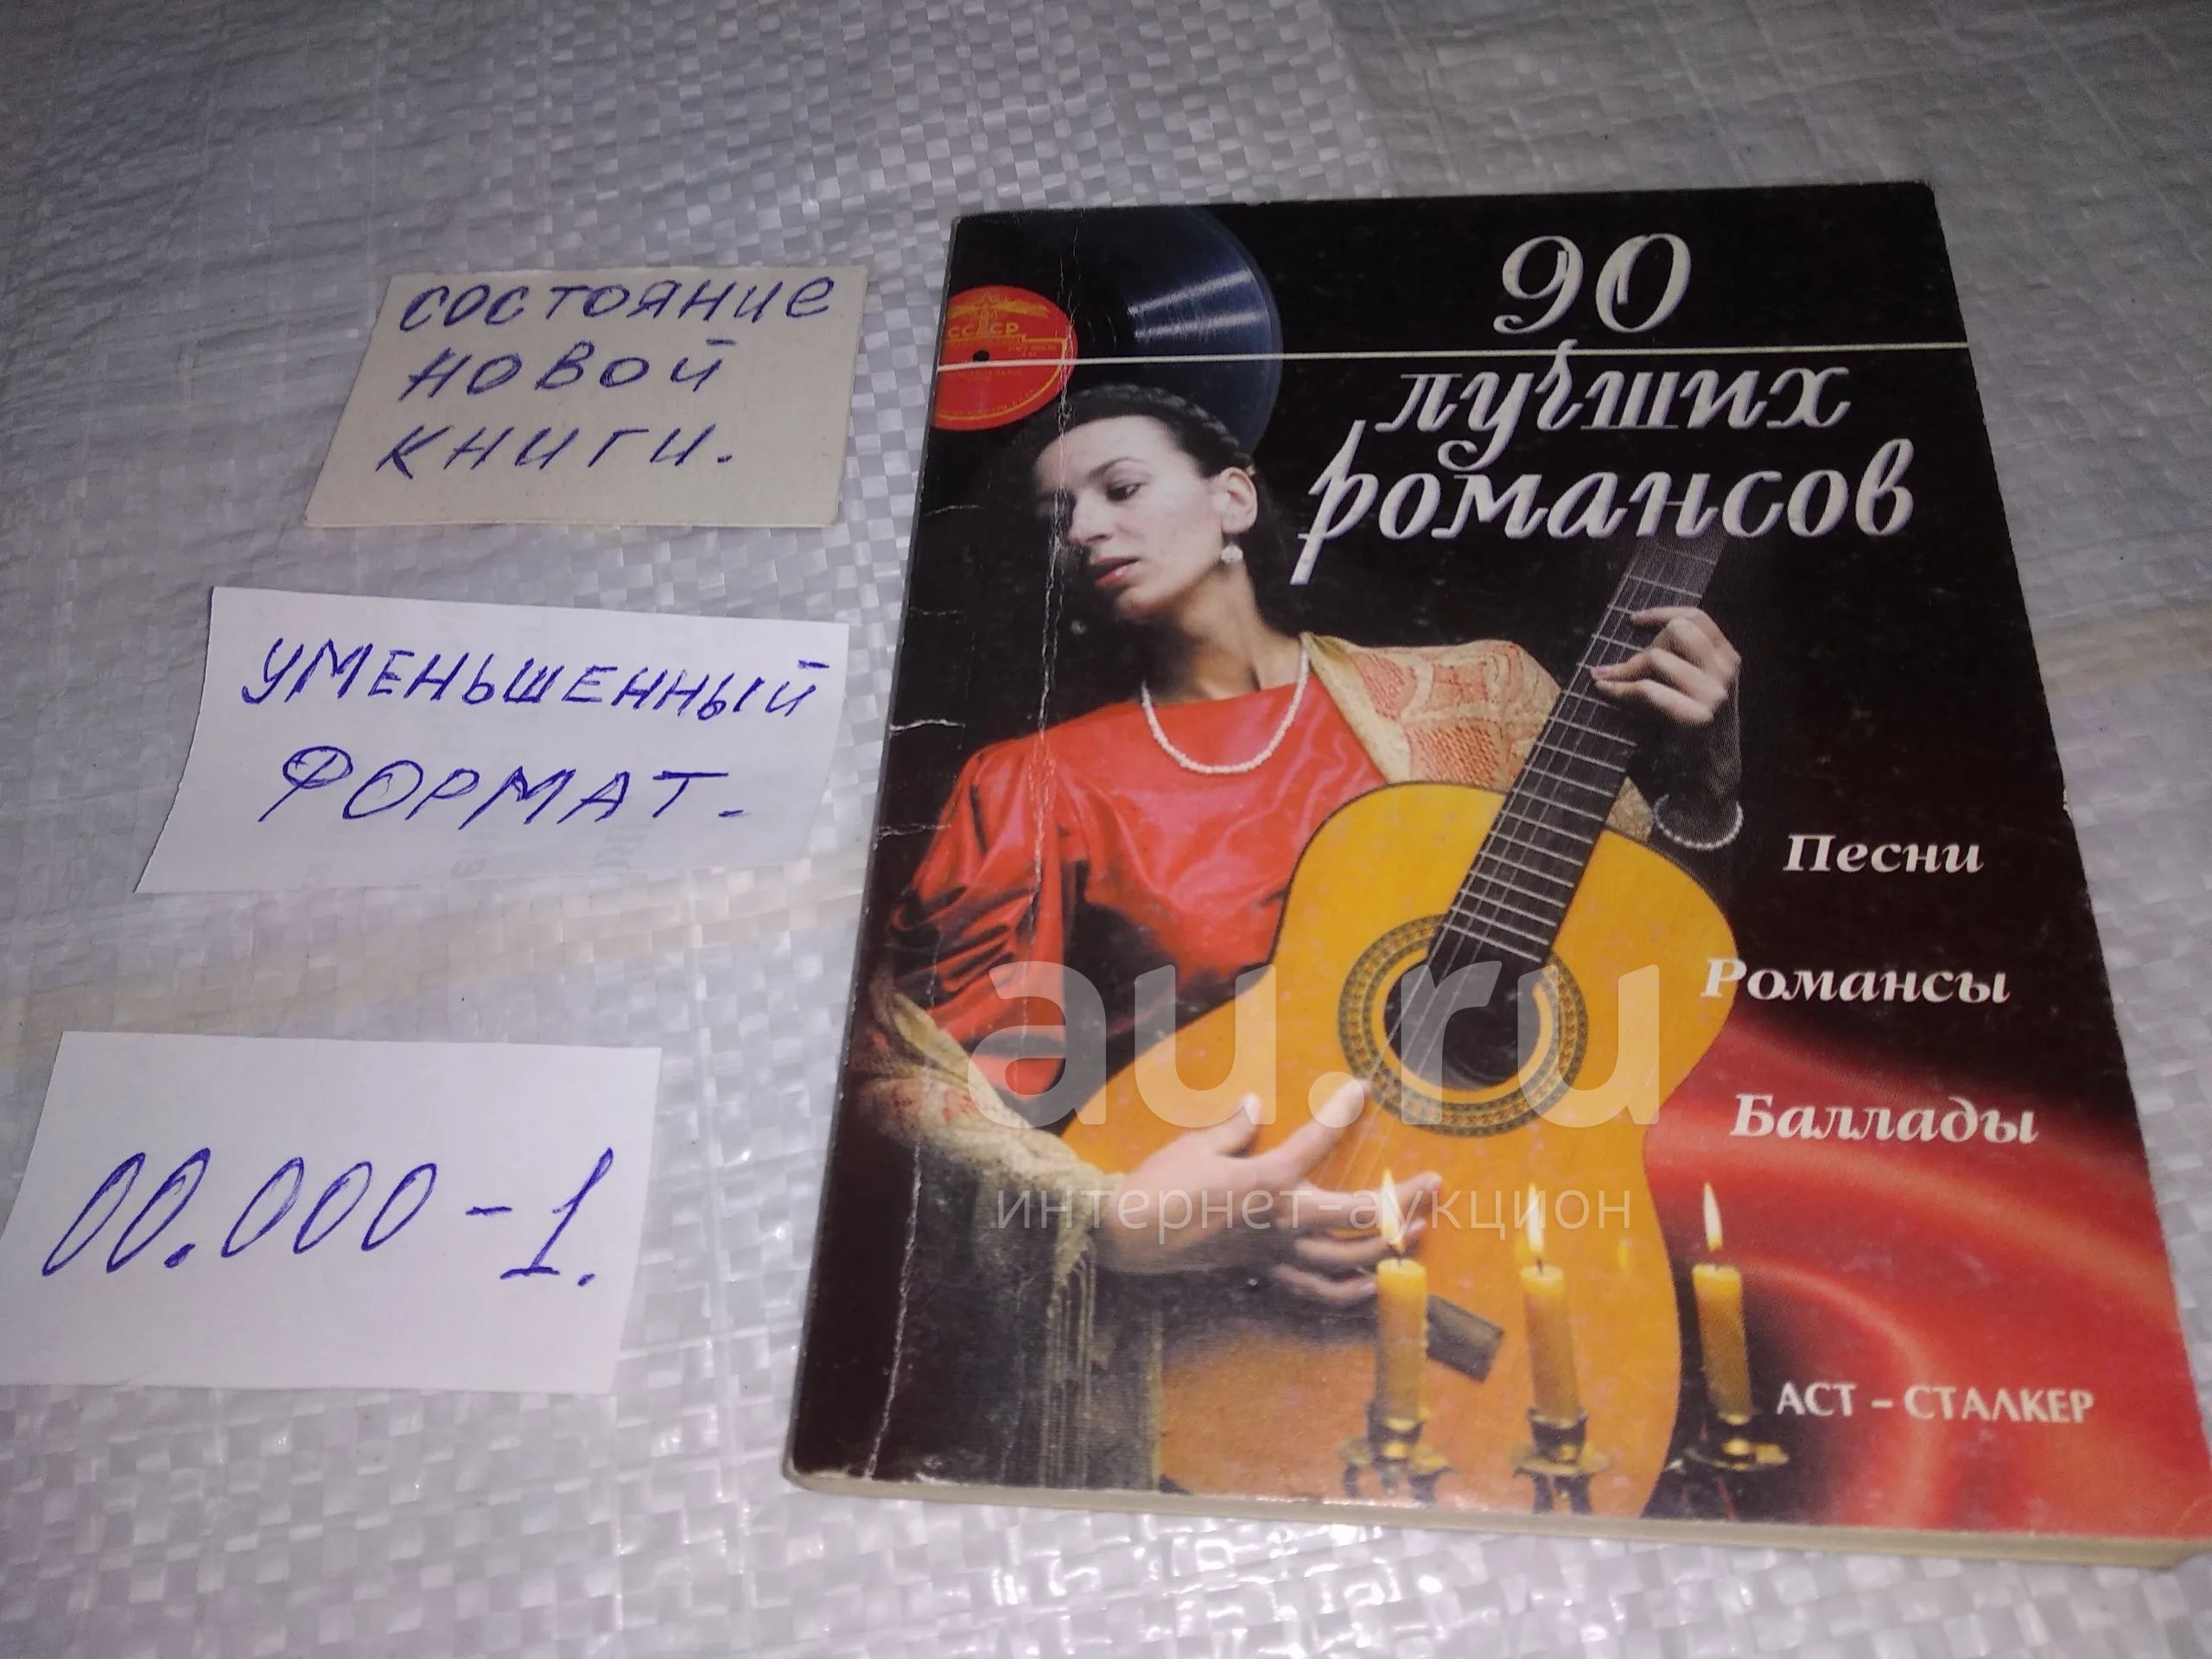 СОСТОЯНИЕ
НОВОЙ
КНИГИ.
УМЕНЬШЕННЫЙ
ФОРМАТ.
00.000-1.
СССР
90
лучших
романсов
Песни
Романсы
Баллады
АСТ – СТАЛКЕР
au.ru
интернет-аукцион